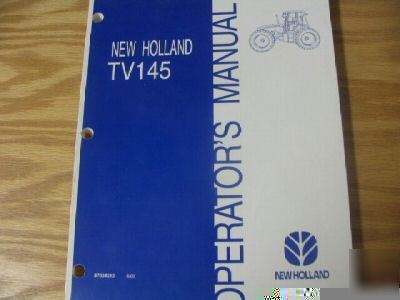 NEW HOLLAND
TV145
OPERATOR'S MANUAL
NEW HOLLAND